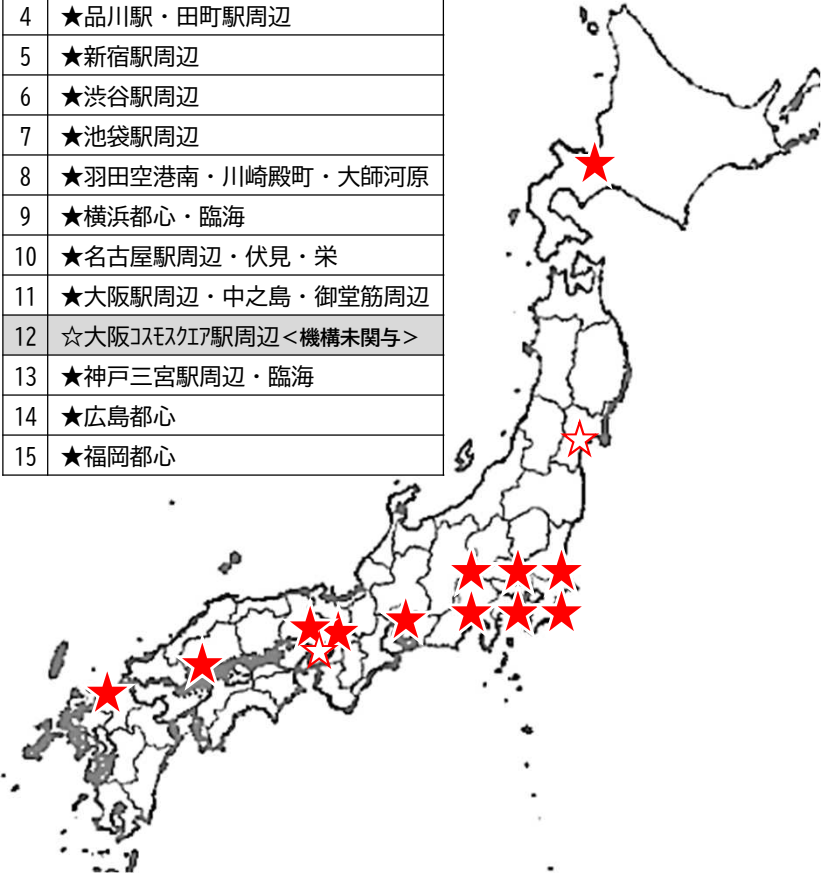 4 ★品川駅・田町駅周辺
5 ★新宿駅周辺
6 ★渋谷駅周辺
7 ★池袋駅周辺
8 ★羽田空港南・川崎殿町・大師河原
9 ★横浜都心・臨海
10 ★名古屋駅周辺・伏見・栄
11 ★大阪駅周辺・中之島・御堂筋周辺
12 ☆大阪ｺｽﾓｽｸｴｱ駅周辺<機構未関与>
13 ★神戸三宮駅周辺・臨海
14 ★広島都心
15 ★福岡都心